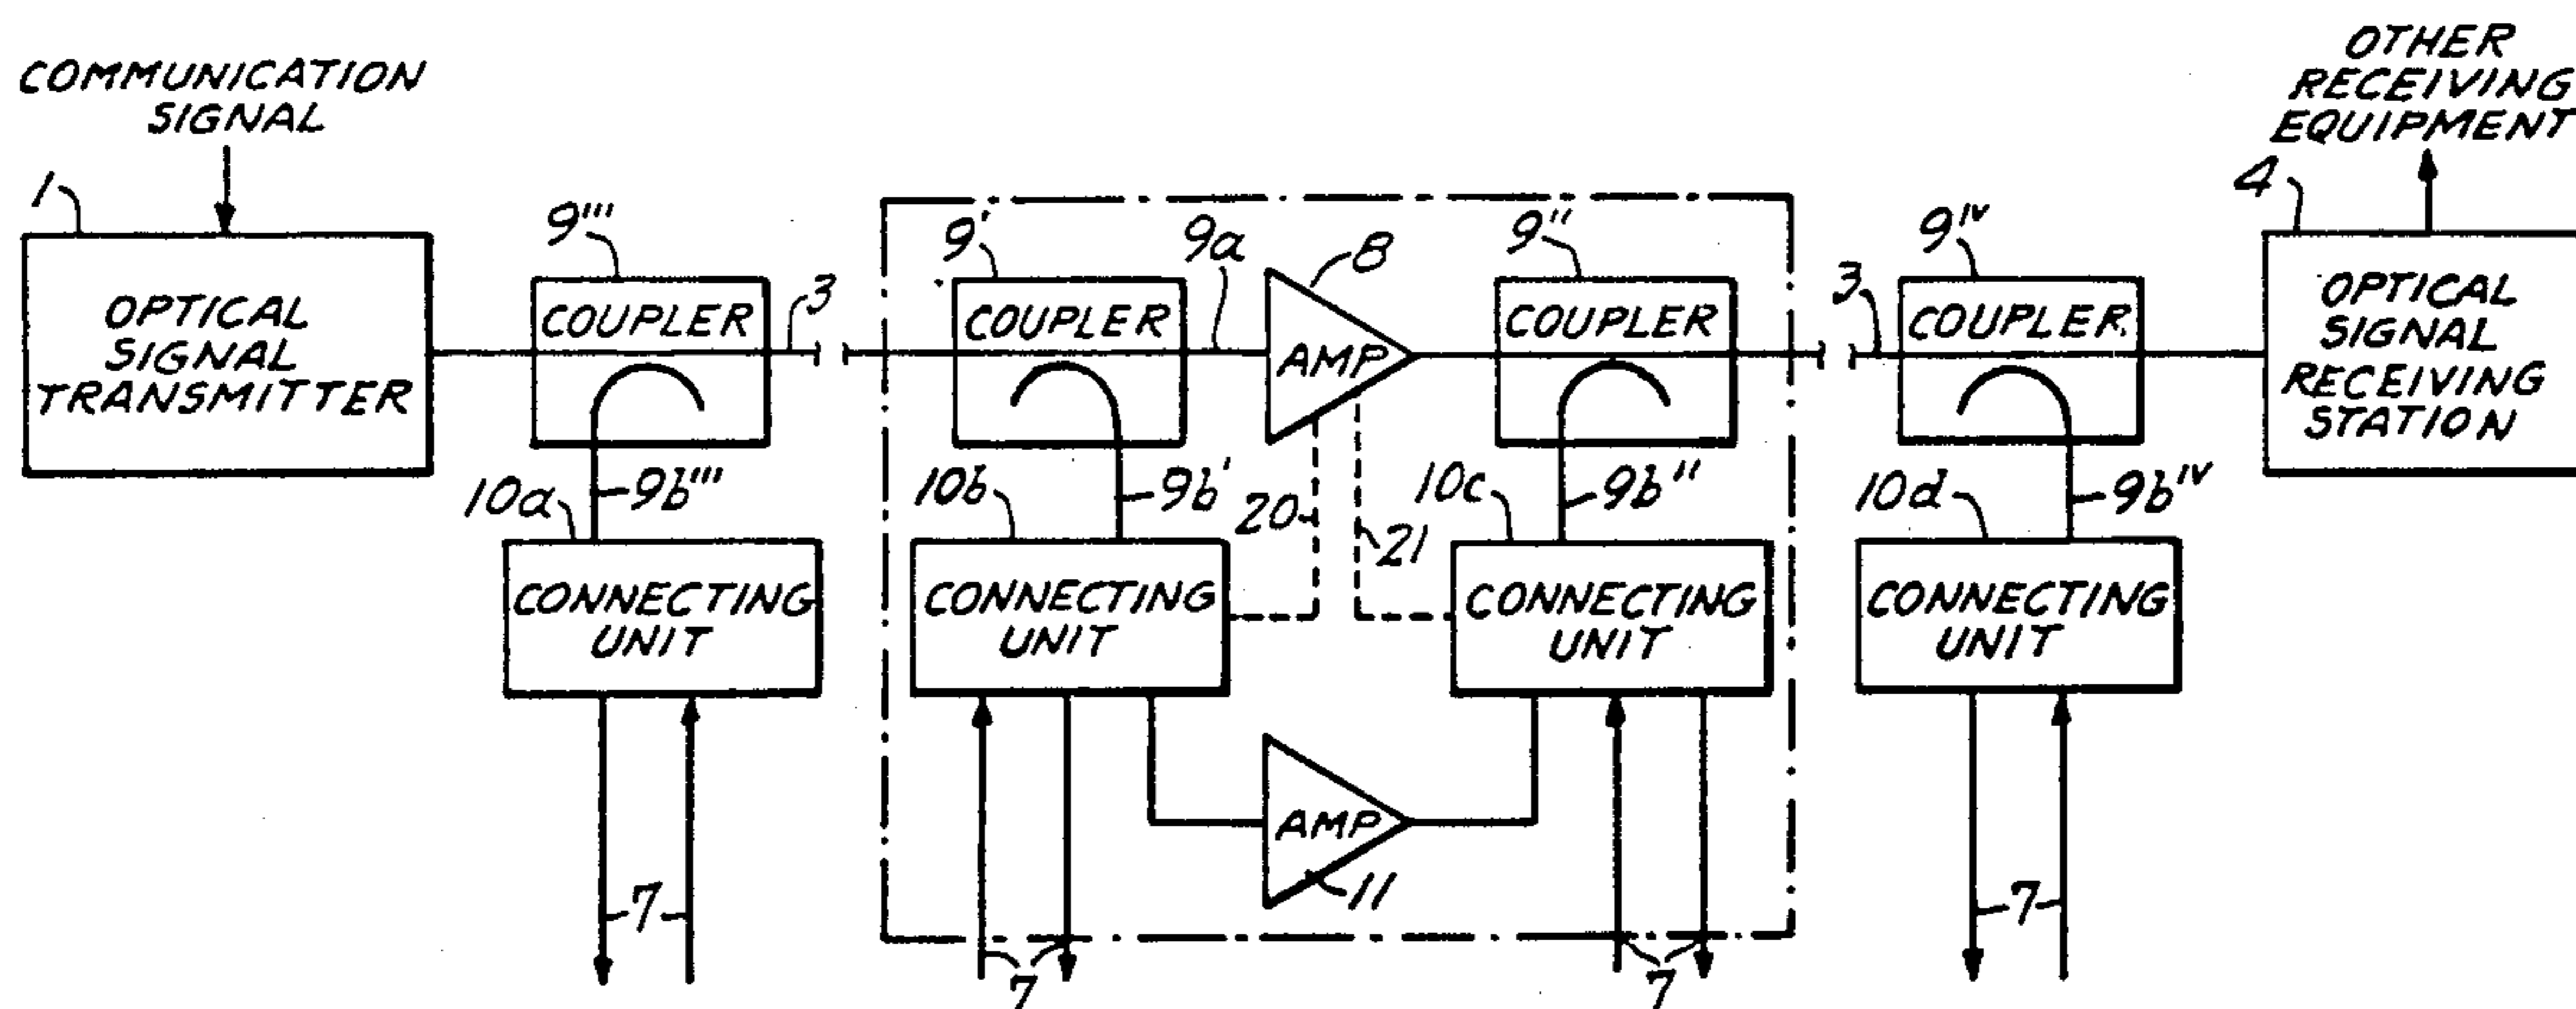 COMMUNICATION
SIGNAL
OTHER
RECEIVING
EQUIPMENT
1
9'''
9'
9a
8
9''
9iv
4
OPTICAL
SIGNAL
TRANSMITTER
COUPLER
3
COUPLER
AMP
COUPLER
3
COUPLER
OPTICAL
SIGNAL
RECEIVING
STATION
10a
9b'''
10b
9b'
20
21
10c
9b''
10d
9biv
CONNECTING
UNIT
CONNECTING
UNIT
CONNECTING
UNIT
CONNECTING
UNIT
AMP
11
7
7
7
7